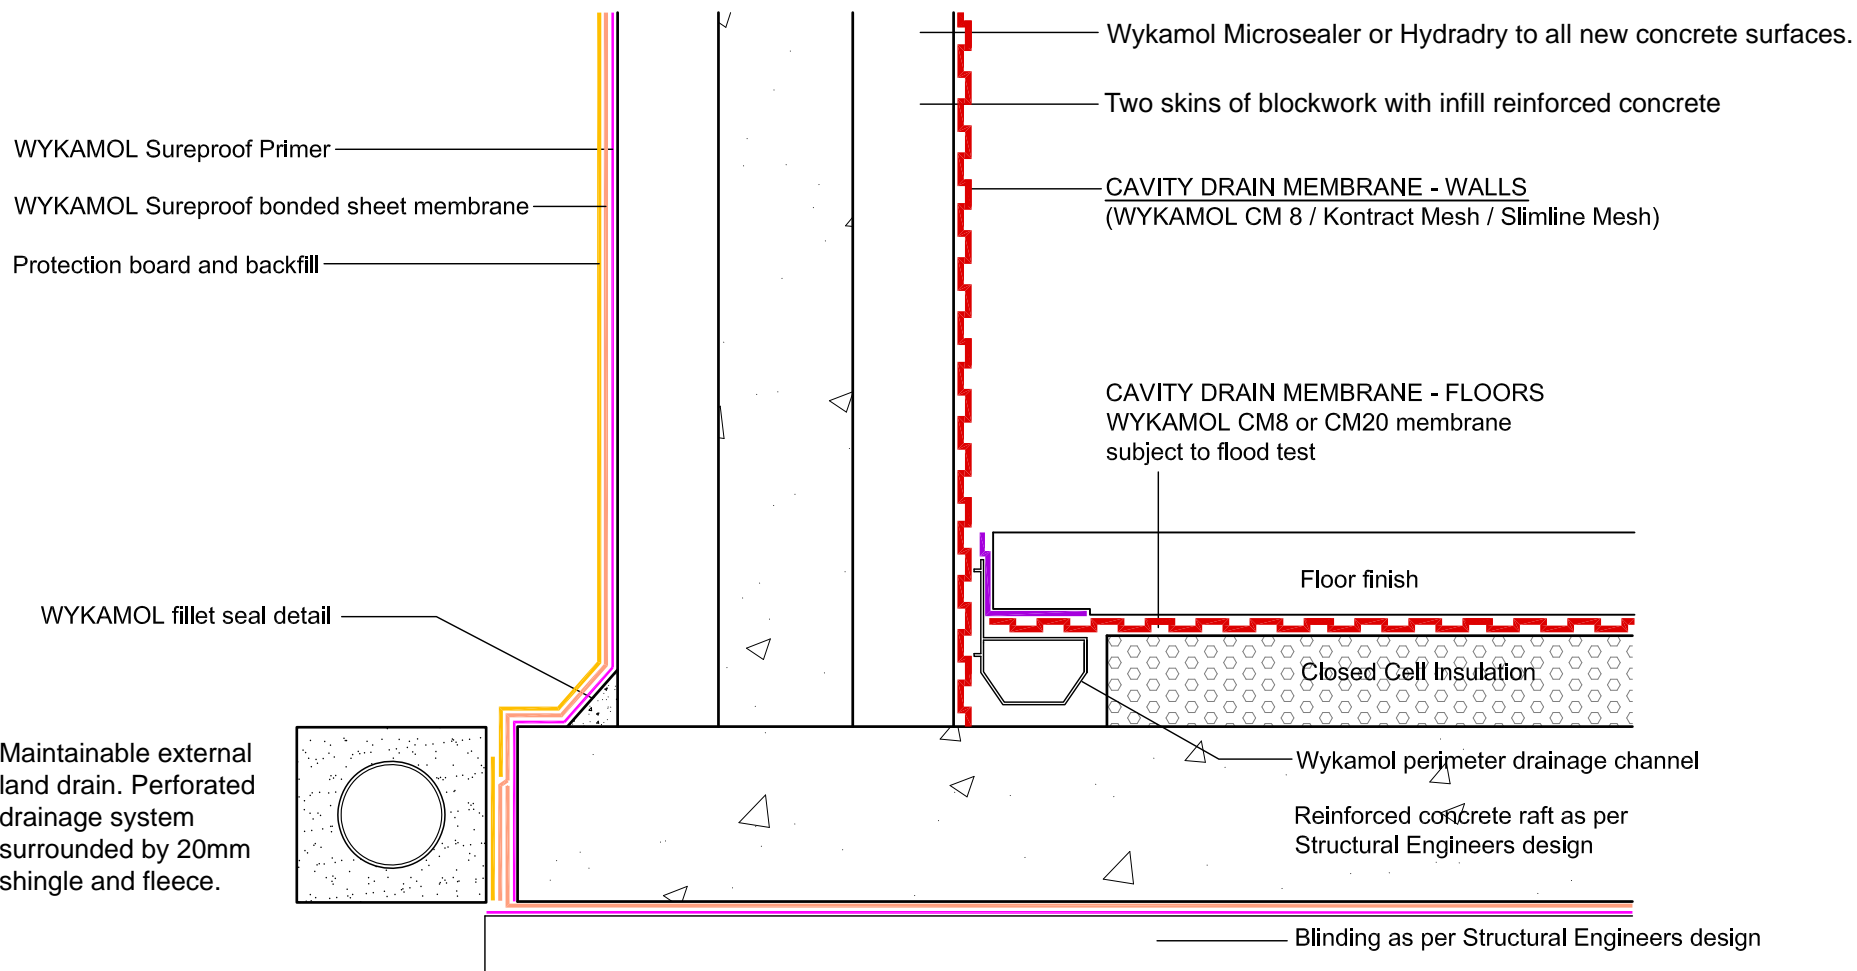 Wykamol Microsealer or Hydradry to all new concrete surfaces.
Two skins of blockwork with infill reinforced concrete
WYKAMOL Sureproof Primer
WYKAMOL Sureproof bonded sheet membrane
Protection board and backfill
CAVITY DRAIN MEMBRANE - WALLS
(WYKAMOL CM 8 / Kontract Mesh / Slimline Mesh)
CAVITY DRAIN MEMBRANE - FLOORS
WYKAMOL CM8 or CM20 membrane
subject to flood test
Floor finish
WYKAMOL fillet seal detail
Closed Cell Insulation
Maintainable external
land drain. Perforated
drainage system
surrounded by 20mm
shingle and fleece.
Wykamol perimeter drainage channel
Reinforced concrete raft as per
Structural Engineers design
Blinding as per Structural Engineers design